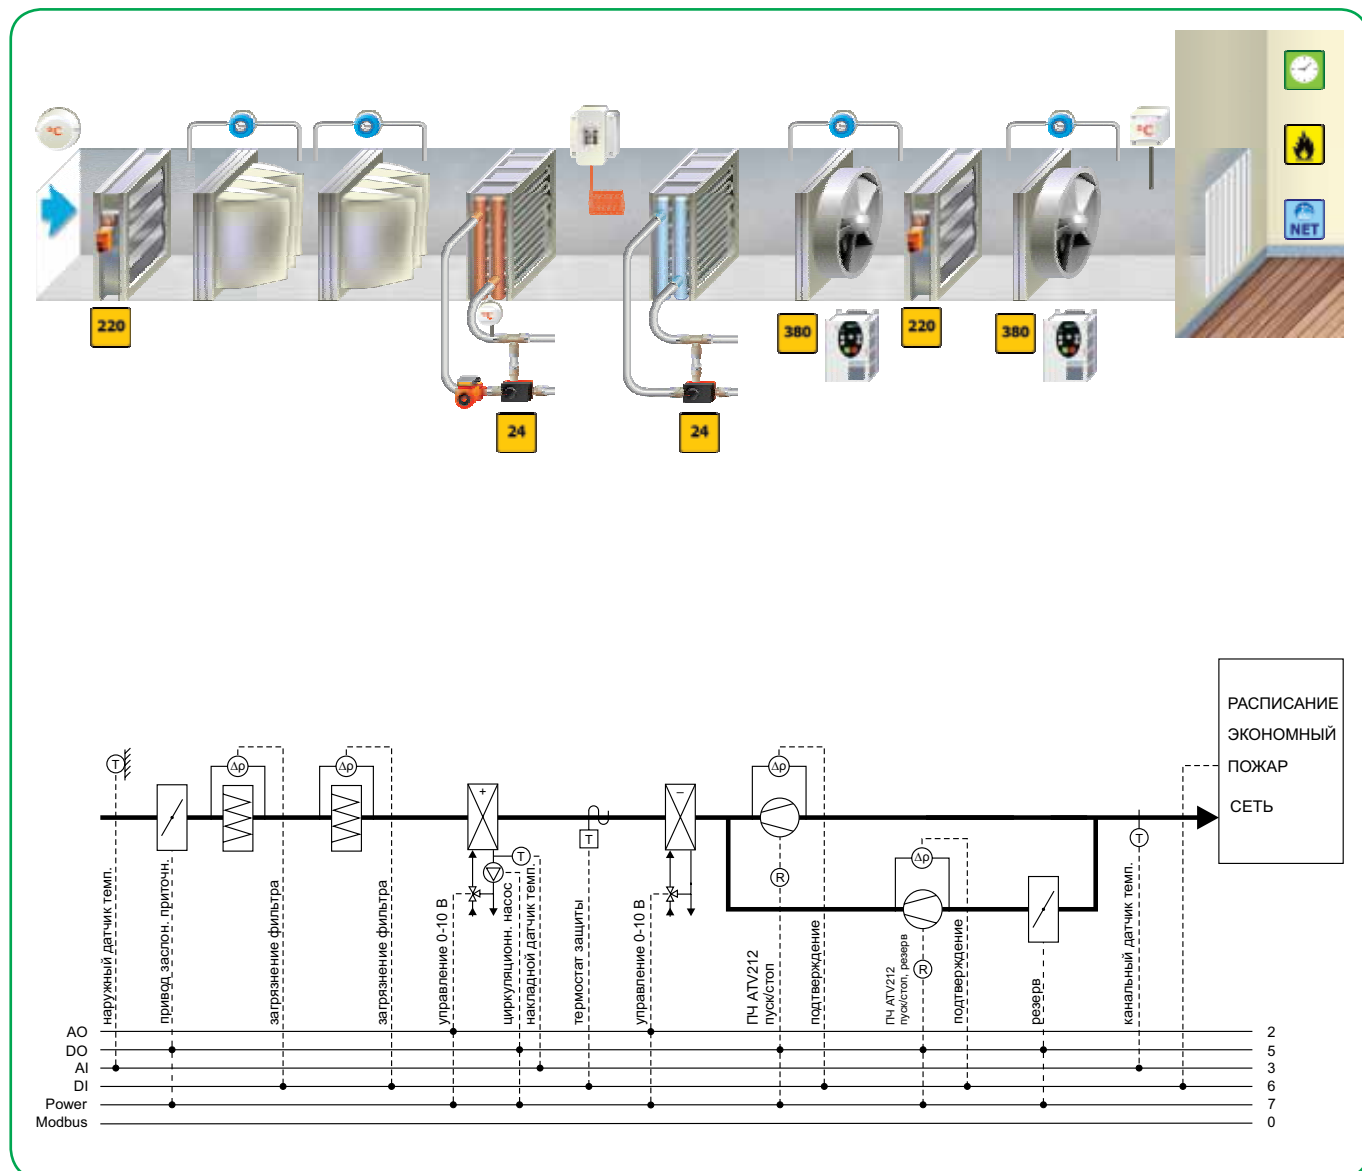 °C
°C
NET
220
°C
380
220
380
24
24
РАСПИСАНИЕ
ЭКОНОМНЫЙ
ПОЖАР
СЕТЬ
T
Δρ
Δρ
+
T
T
–
Δρ
R
Δρ
R
T
наружный датчик темп.
привод заслон. приточн.
загрязнение фильтра
загрязнение фильтра
управление 0-10 В
циркуляционн. насос
накладной датчик темп.
термостат защиты
управление 0-10 В
ПЧ ATV212
пуск/стоп
подтверждение
ПЧ ATV212
пуск/стоп, резерв
подтверждение
резерв
канальный датчик темп.
AO 2
DO 5
AI 3
DI 6
Power 7
Modbus 0